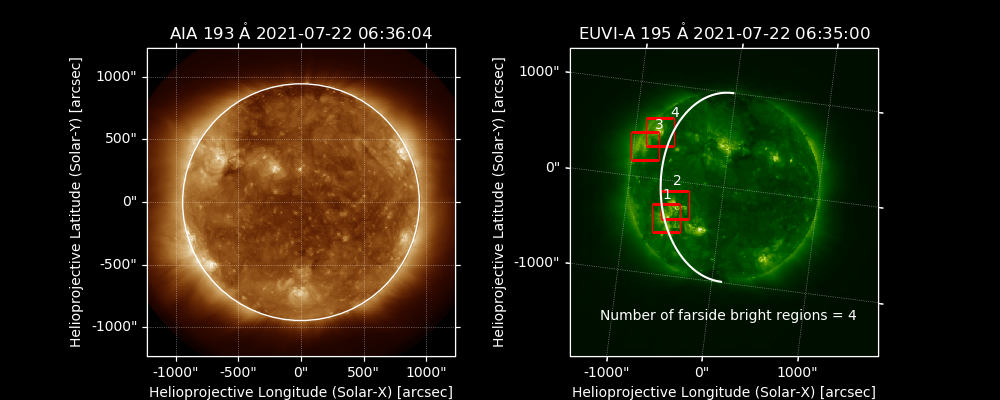 AIA 193 Å 2021-07-22 06:36:04
Helioprojective Latitude (Solar-Y) [arcsec]
1000"
500"
0"
-500"
-1000"
-1000"
-500"
0"
500"
1000"
Helioprojective Longitude (Solar-X) [arcsec]
EUVI-A 195 Å 2021-07-22 06:35:00
Helioprojective Latitude (Solar-Y) [arcsec]
1000"
0"
-1000"
4
3
2
1
Number of farside bright regions = 4
-1000"
0"
1000"
Helioprojective Longitude (Solar-X) [arcsec]